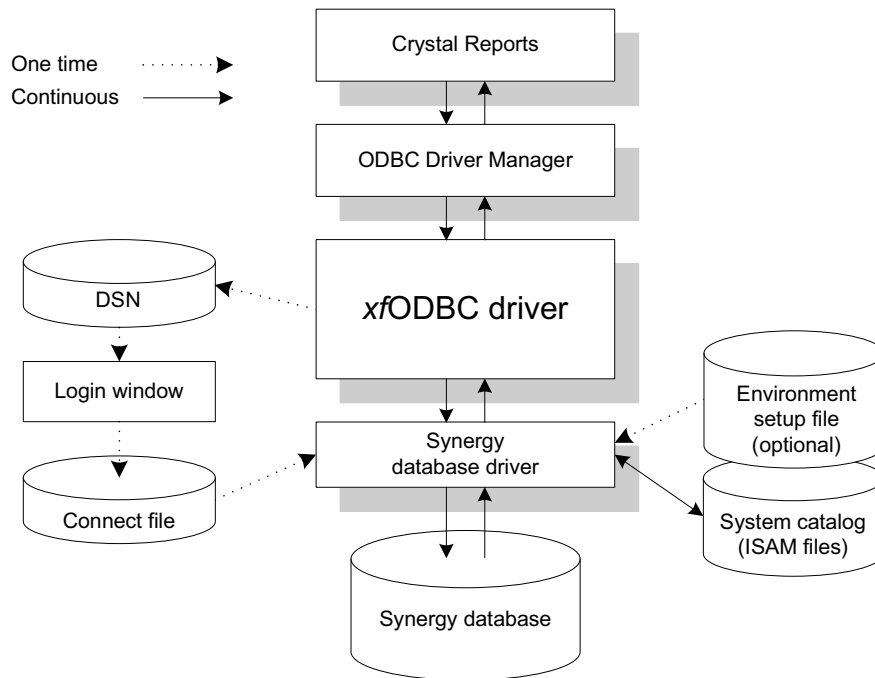 Crystal Reports
One time
Continuous
ODBC Driver Manager
DSN
xfODBC driver
Login window
Environment
setup file
(optional)
Synergy
database driver
Connect file
System catalog
(ISAM files)
Synergy database